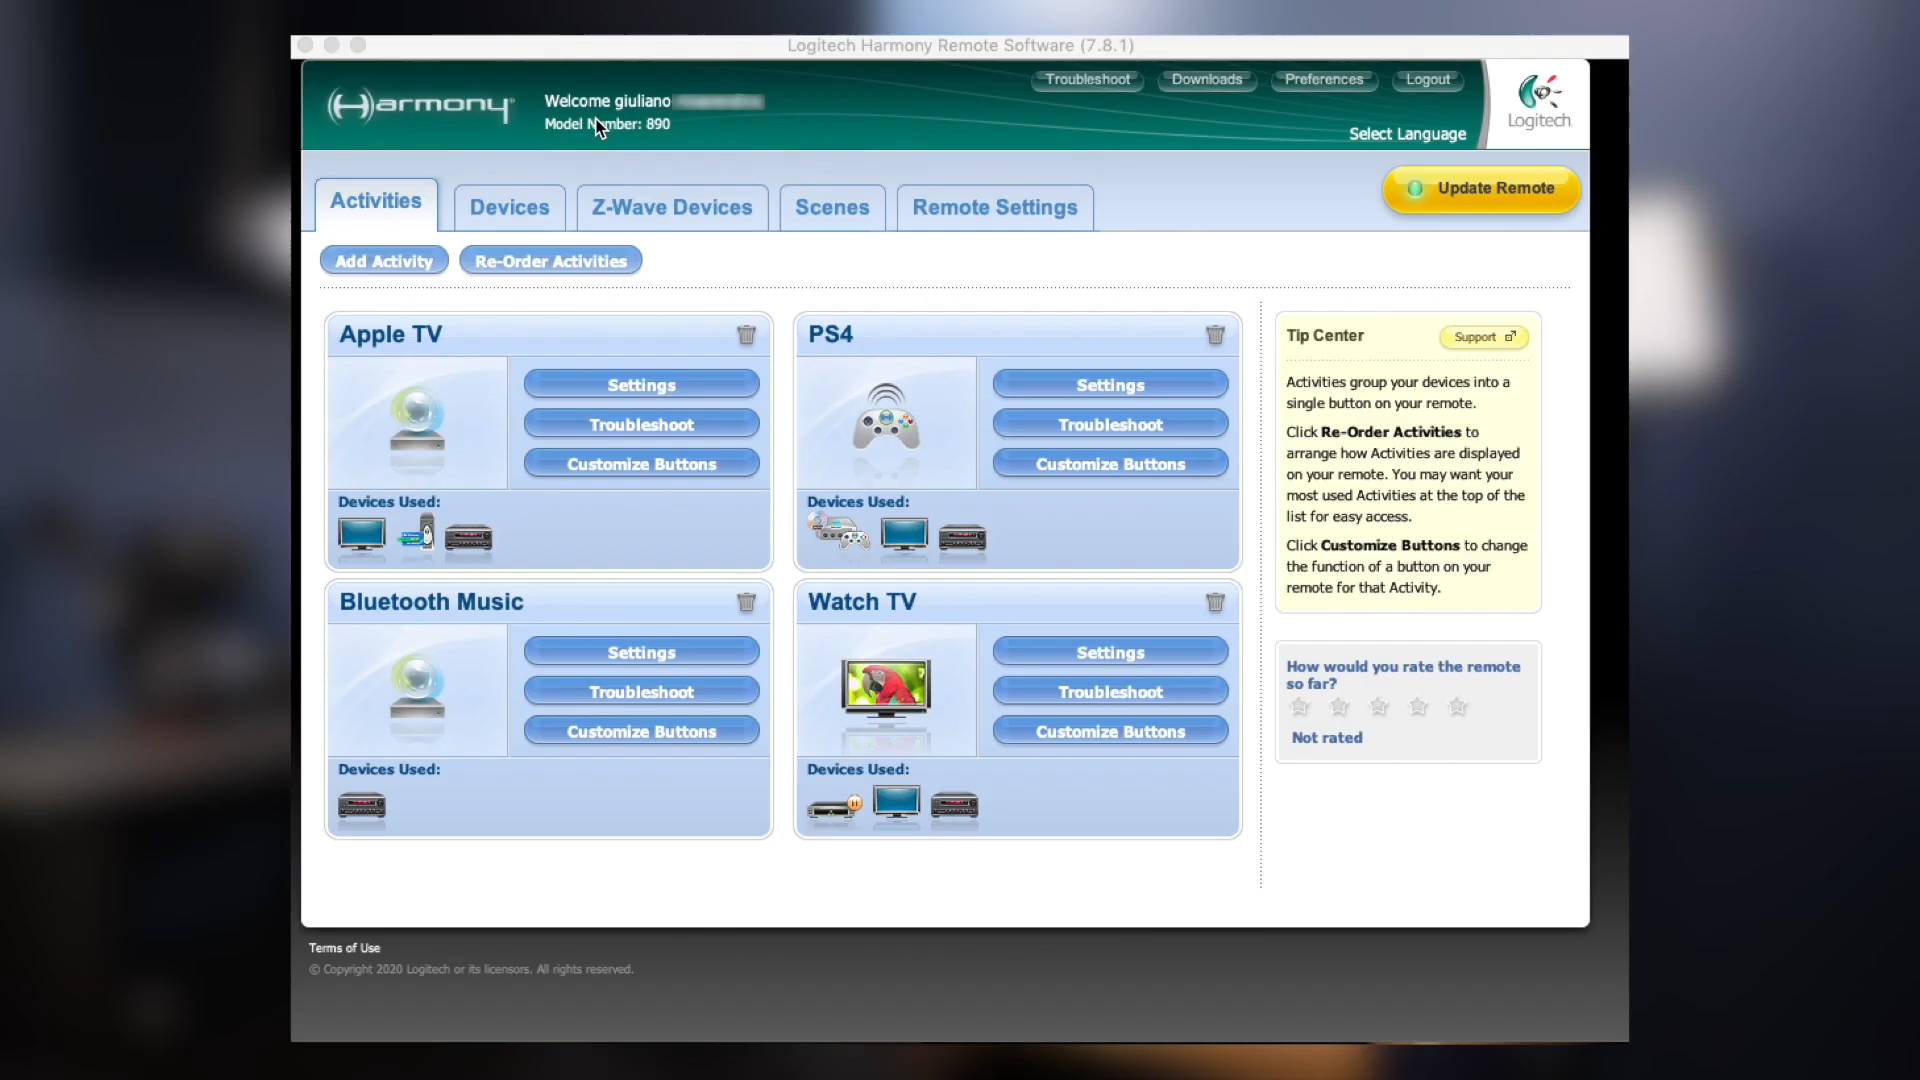 Logitech Harmony Remote Software (7.8.1)
Harmony
Welcome giuliano
Model Number: 890
Troubleshoot
Downloads
Preferences
Logout
Select Language
Logitech
Activities
Devices
Z-Wave Devices
Scenes
Remote Settings
Update Remote
Add Activity
Re-Order Activities
Apple TV
Settings
Troubleshoot
Customize Buttons
Devices Used:
PS4
Settings
Troubleshoot
Customize Buttons
Devices Used:
Bluetooth Music
Settings
Troubleshoot
Customize Buttons
Devices Used:
Watch TV
Settings
Troubleshoot
Customize Buttons
Devices Used:
Tip Center
Support
Activities group your devices into a
single button on your remote.
Click Re-Order Activities to
arrange how Activities are displayed
on your remote. You may want your
most used Activities at the top of the
list for easy access.
Click Customize Buttons to change
the function of a button on your
remote for that Activity.
How would you rate the remote
so far?
Not rated
Terms of Use
© Copyright 2020 Logitech or its licensors. All rights reserved.